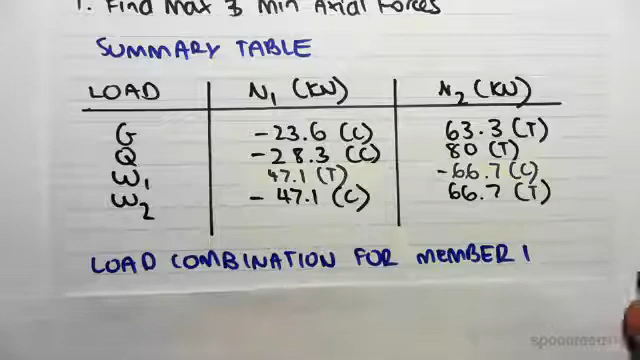 1. Find Max & Min Axial Forces
SUMMARY TABLE
LOAD N1 (KN) N2 (KN)
G -23.6 (C) 63.3 (T)
Q -28.3 (C) 80 (T)
W1 47.1 (T) -66.7 (C)
W2 -47.1 (C) 66.7 (T)
LOAD COMBINATION FOR MEMBER 1